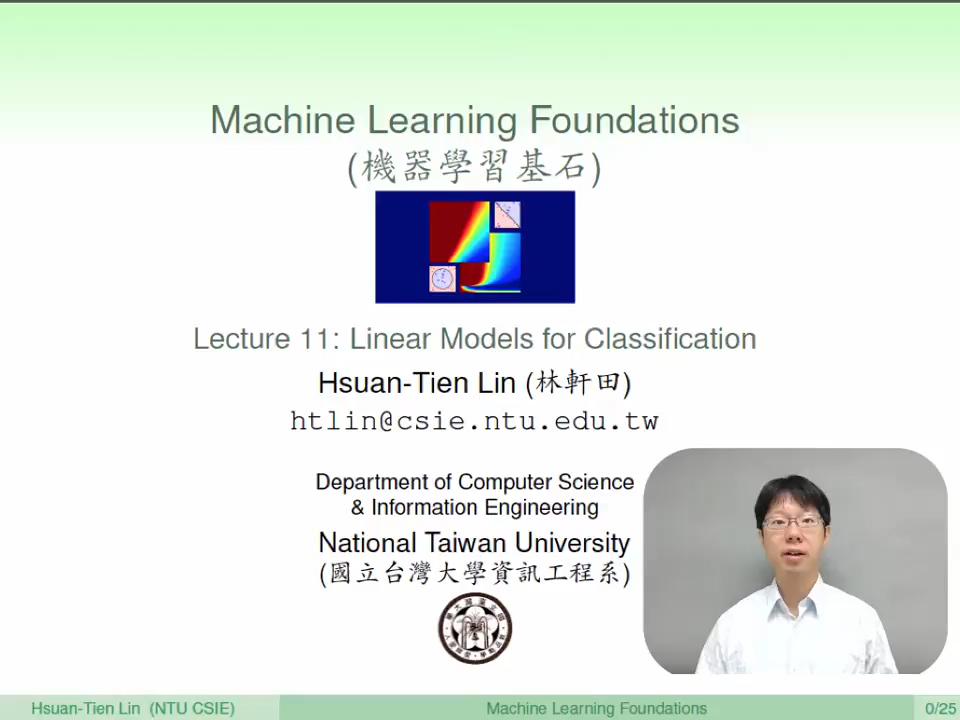 Machine Learning Foundations
(機器學習基石)
Lecture 11: Linear Models for Classification
Hsuan-Tien Lin (林軒田)
htlin@csie.ntu.edu.tw
Department of Computer Science
& Information Engineering
National Taiwan University
(國立台灣大學資訊工程系)
Hsuan-Tien Lin (NTU CSIE)
Machine Learning Foundations
0/25